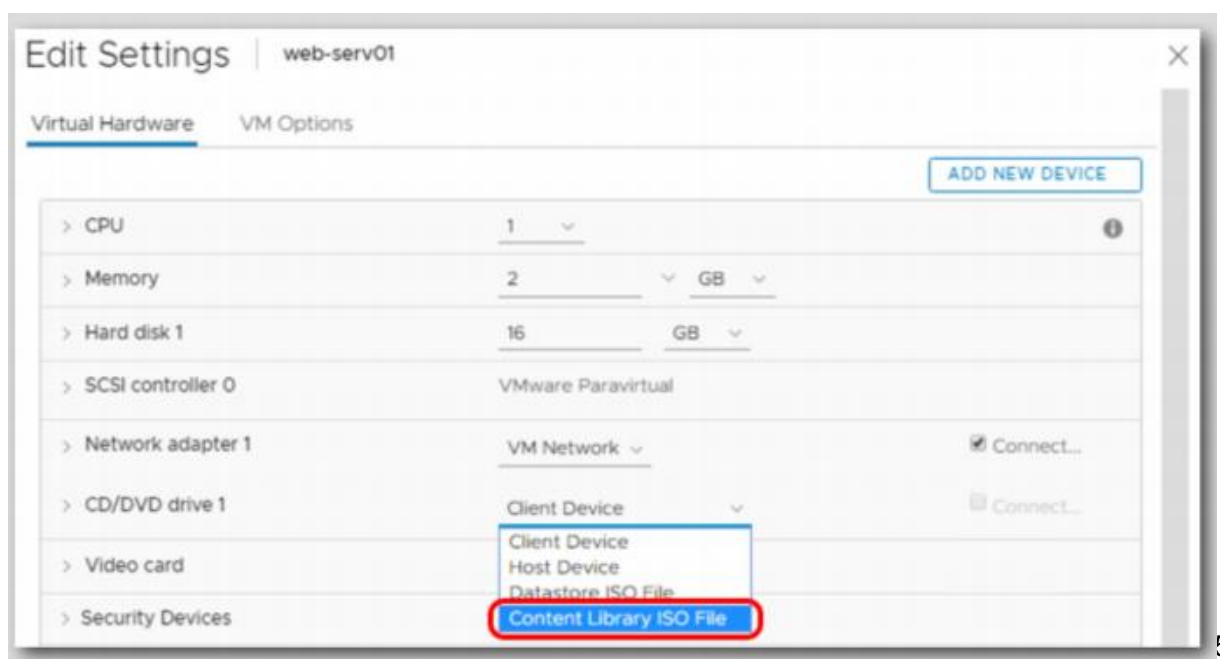 Edit Settings | web-serv01
Virtual Hardware VM Options
ADD NEW DEVICE
> CPU 1
> Memory 2 GB
> Hard disk 1 16 GB
> SCSI controller 0 VMware Paravirtual
> Network adapter 1 VM Network Connect...
> CD/DVD drive 1 Client Device Connect...
Client Device
> Video card Host Device
Datastore ISO File
> Security Devices Content Library ISO File